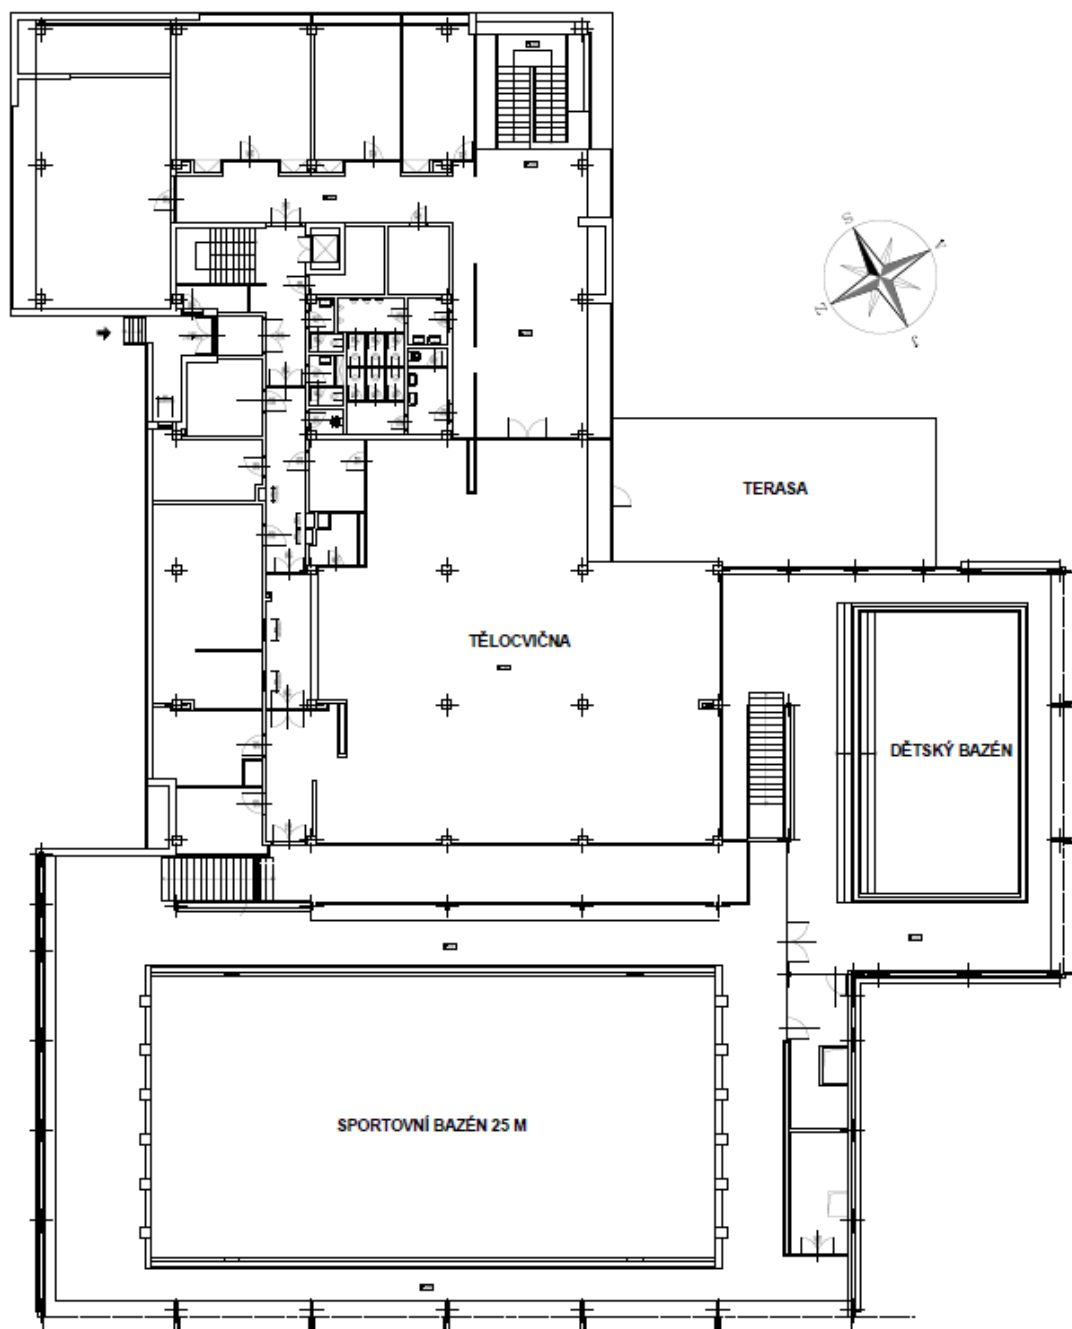 S
V
Z
J
TERASA
TĚLOCVIČNA
DĚTSKÝ BAZÉN
SPORTOVNÍ BAZÉN 25 M